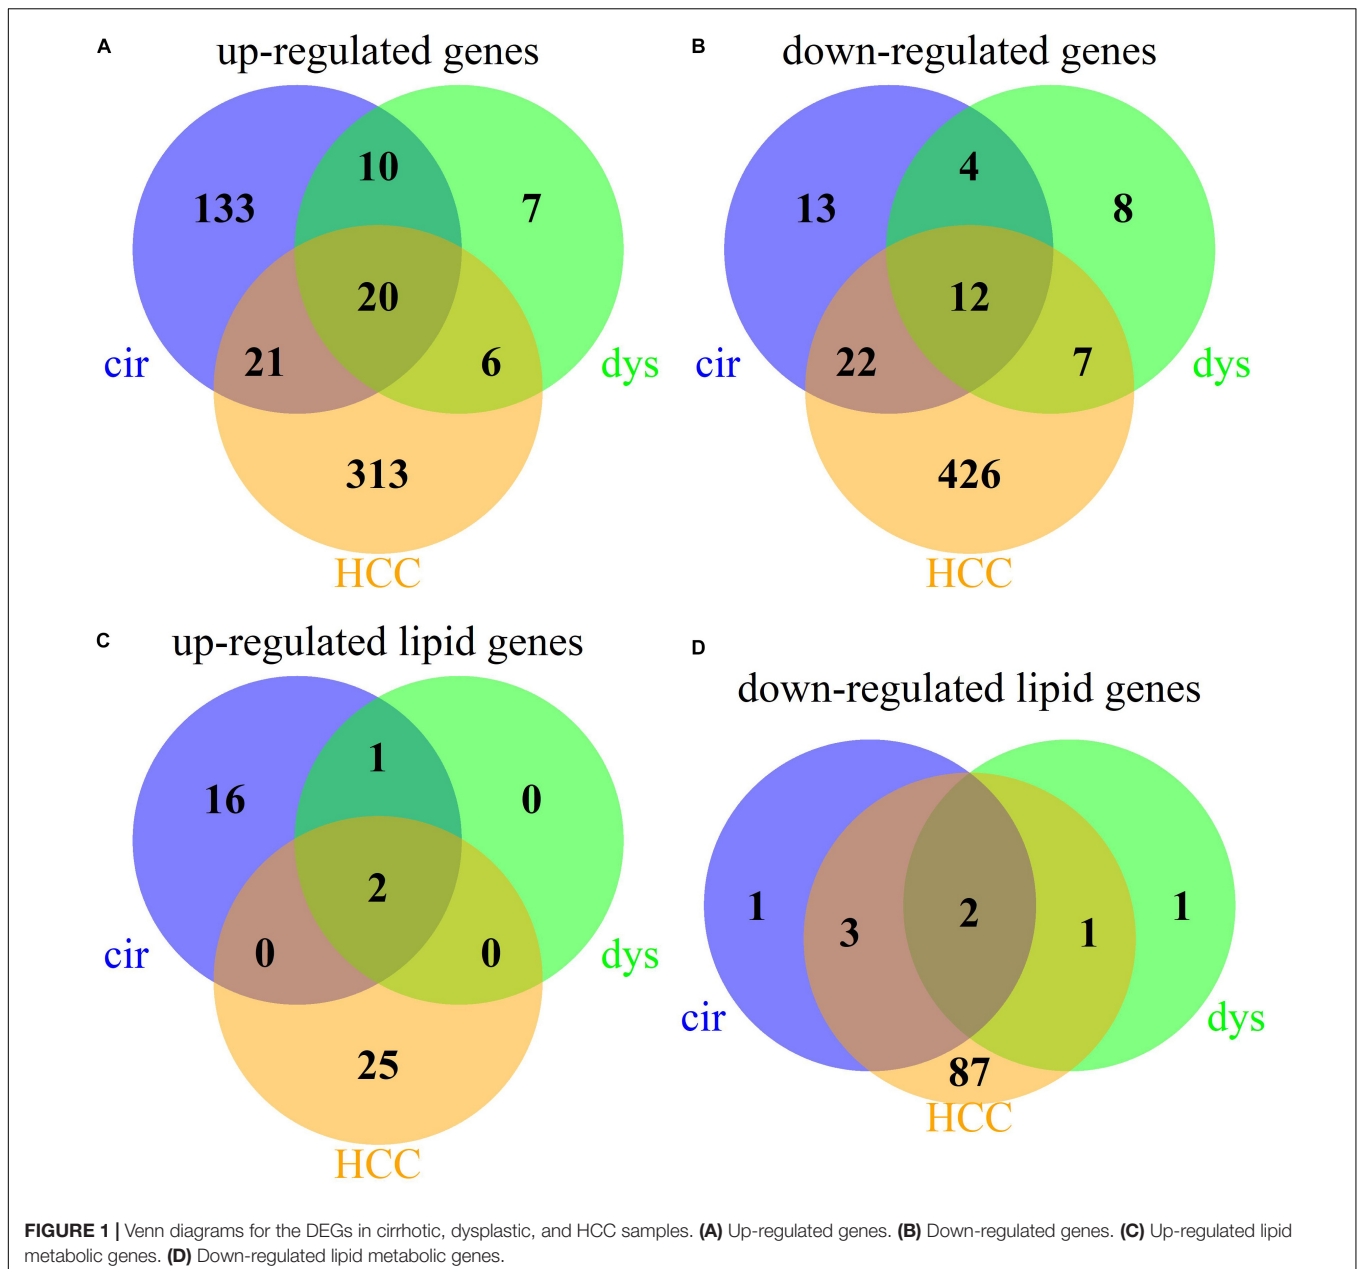 A
up-regulated genes
10
133
7
20
21
6
cir
dys
313
HCC
B
down-regulated genes
4
13
8
12
22
7
cir
dys
426
HCC
C
up-regulated lipid genes
1
16
0
2
0
0
cir
dys
25
HCC
D
down-regulated lipid genes
1
3
2
1
1
cir
dys
87
HCC
FIGURE 1 | Venn diagrams for the DEGs in cirrhotic, dysplastic, and HCC samples. (A) Up-regulated genes. (B) Down-regulated genes. (C) Up-regulated lipid
metabolic genes. (D) Down-regulated lipid metabolic genes.